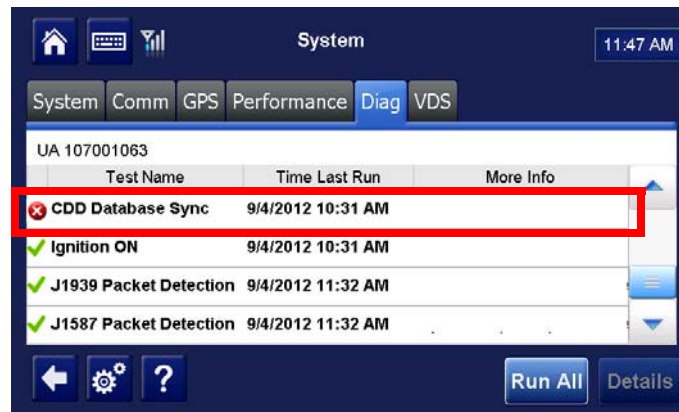 System
11:47 AM
System Comm GPS Performance Diag VDS
UA 107001063
Test Name Time Last Run More Info
CDD Database Sync 9/4/2012 10:31 AM
Ignition ON 9/4/2012 10:31 AM
J1939 Packet Detection 9/4/2012 11:32 AM
J1587 Packet Detection 9/4/2012 11:32 AM
?
Run All Details